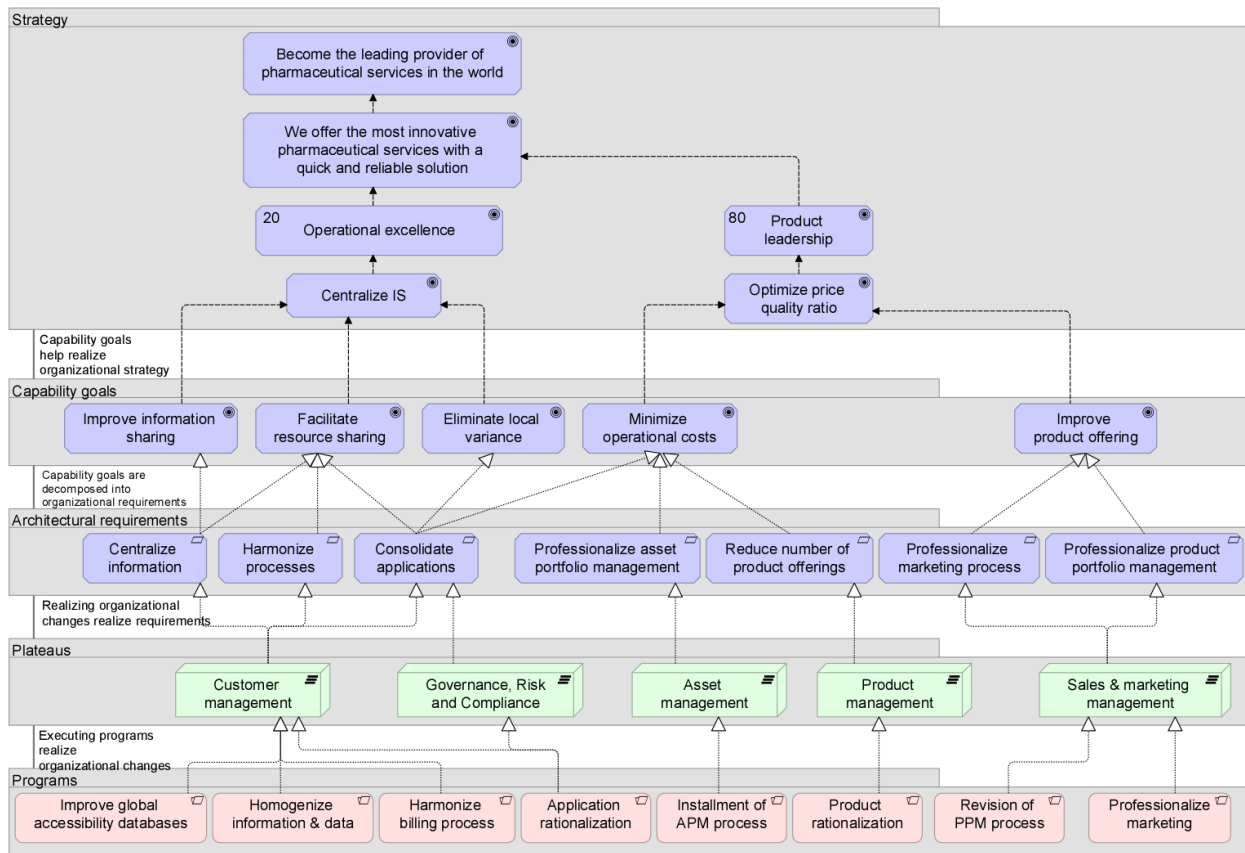 Strategy
Become the leading provider of
pharmaceutical services in the world
We offer the most innovative
pharmaceutical services with a
quick and reliable solution
20
Operational excellence
80
Product
leadership
Centralize IS
Optimize price
quality ratio
Capability goals
help realize
organizational strategy
Capability goals
Improve information
sharing
Facilitate
resource sharing
Eliminate local
variance
Minimize
operational costs
Improve
product offering
Capability goals are
decomposed into
organizational requirements
Architectural requirements
Centralize
information
Harmonize
processes
Consolidate
applications
Professionalize asset
portfolio management
Reduce number of
product offerings
Professionalize
marketing process
Professionalize product
portfolio management
Realizing organizational
changes realize requirements
Plateaus
Customer
management
Governance, Risk
and Compliance
Asset
management
Product
management
Sales & marketing
management
Executing programs
realize
organizational changes
Programs
Improve global
accessibility databases
Homogenize
information & data
Harmonize
billing process
Application
rationalization
Installment of
APM process
Product
rationalization
Revision of
PPM process
Professionalize
marketing